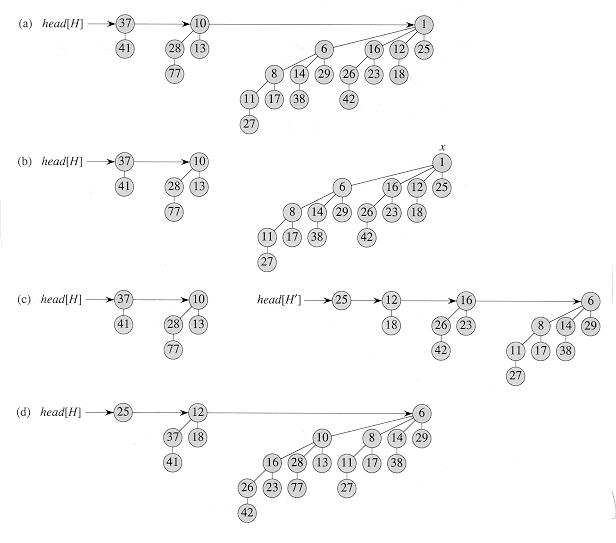 (a) head[H] 37 10 1
41 28 13 6 16 12 25
77 8 14 29 26 23 18
11 17 38 42
27
x
(b) head[H] 37 10 1
41 28 13 6 16 12 25
77 8 14 29 26 23 18
11 17 38 42
27
(c) head[H] 37 10 head[H'] 25 12 16 6
41 28 13 18 26 23 8 14 29
77 42 11 17 38
27
(d) head[H] 25 12 6
37 18 10 8 14 29
41 16 28 13 11 17 38
26 23 77 27
42